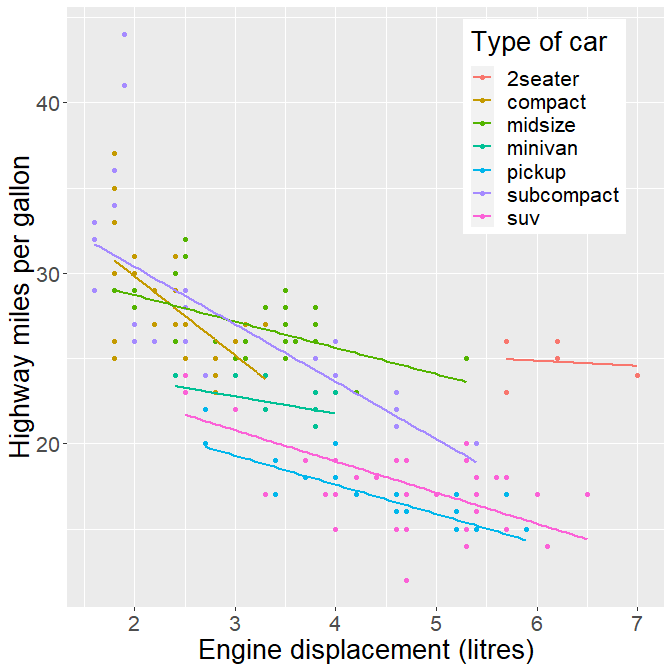 Type of car
2seater
compact
midsize
minivan
pickup
subcompact
suv
Highway miles per gallon
40
30
20
2 3 4 5 6 7
Engine displacement (litres)